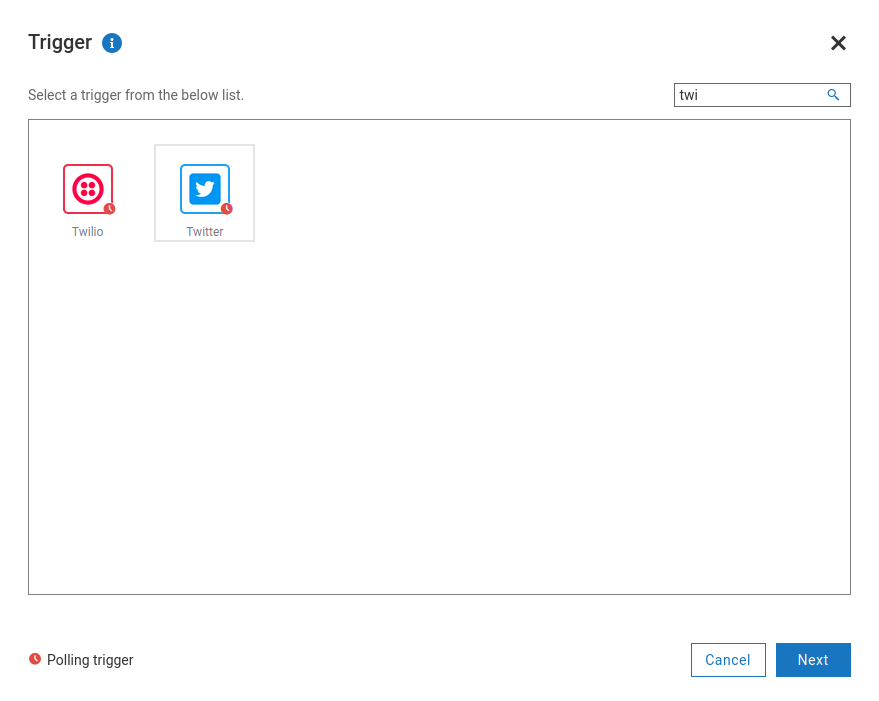 Trigger
Select a trigger from the below list.
twi
Twilio
Twitter
Polling trigger
Cancel
Next